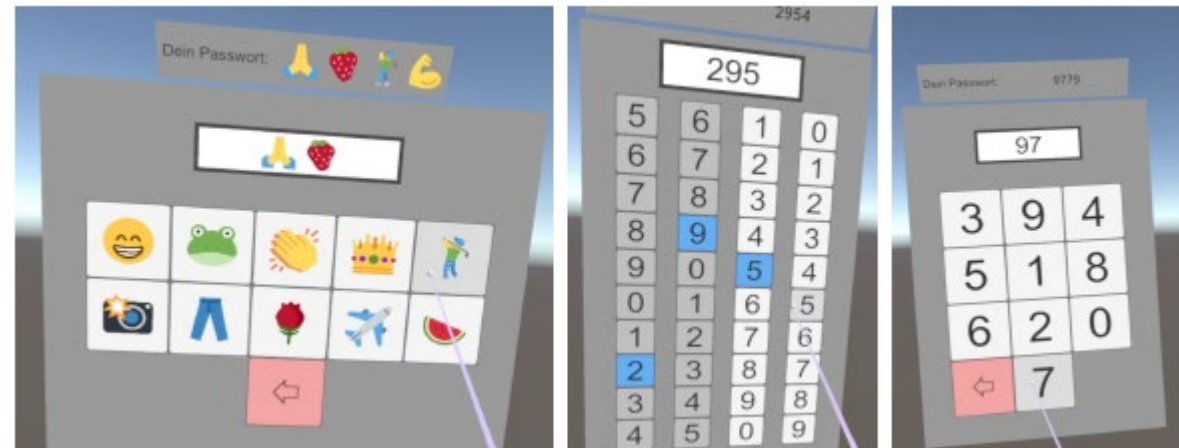 Dein Passwort:
2954
295
5 6 1 0
6 7 2 1
7 8 3 2
8 9 4 3
9 0 5 4
0 1 6 5
1 2 7 6
2 3 8 7
3 4 9 8
4 5 0 9
Dein Passwort: 9779
97
3 9 4
5 1 8
6 2 0
7